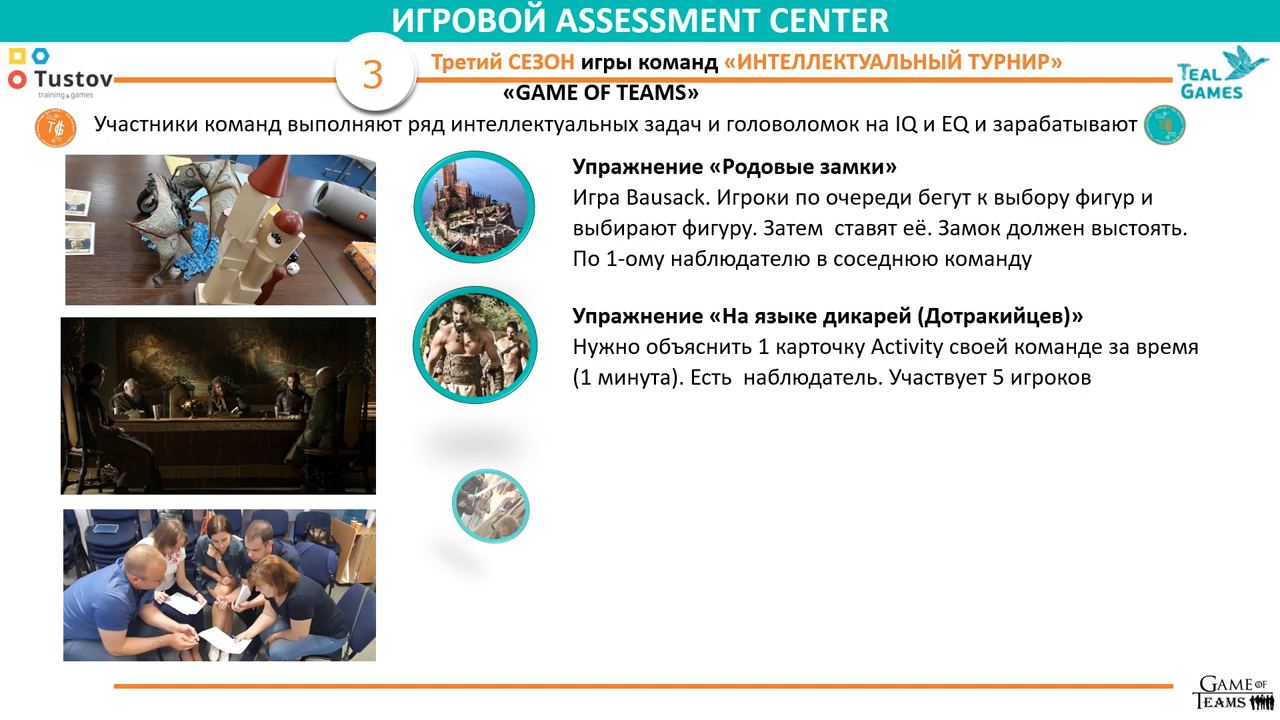 ИГРОВОЙ ASSESSMENT CENTER
Tustov
training&games
3
Третий СЕЗОН игры команд «ИНТЕЛЛЕКТУАЛЬНЫЙ ТУРНИР»
«GAME OF TEAMS»
TEAL
GAMES
Участники команд выполняют ряд интеллектуальных задач и головоломок на IQ и EQ и зарабатывают
Упражнение «Родовые замки»
Игра Bausack. Игроки по очереди бегут к выбору фигур и
выбирают фигуру. Затем  ставят её. Замок должен выстоять.
По 1-ому наблюдателю в соседнюю команду
Упражнение «На языке дикарей (Дотракийцев)»
Нужно объяснить 1 карточку Activity своей команде за время
(1 минута). Есть  наблюдатель. Участвует 5 игроков
JBL
GAME OF
TEAMS